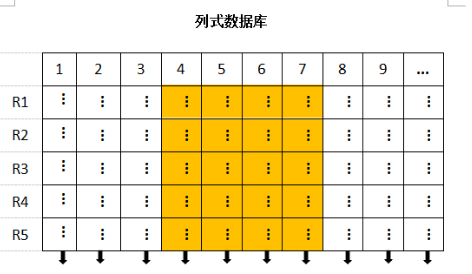 列式数据库
1 2 3 4 5 6 7 8 9 ...
R1 ⋮ ⋮ ⋮ ⋮ ⋮ ⋮ ⋮ ⋮ ⋮ ⋮
R2 ⋮ ⋮ ⋮ ⋮ ⋮ ⋮ ⋮ ⋮ ⋮ ⋮
R3 ⋮ ⋮ ⋮ ⋮ ⋮ ⋮ ⋮ ⋮ ⋮ ⋮
R4 ⋮ ⋮ ⋮ ⋮ ⋮ ⋮ ⋮ ⋮ ⋮ ⋮
R5 ⋮ ⋮ ⋮ ⋮ ⋮ ⋮ ⋮ ⋮ ⋮ ⋮